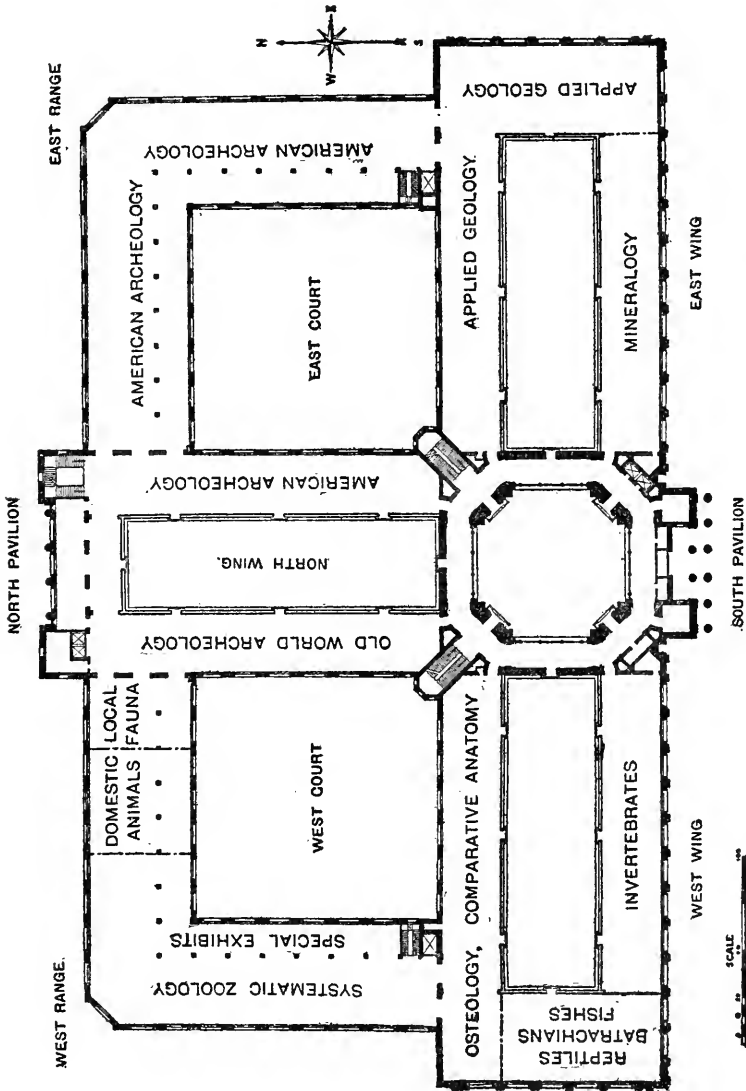 NORTH PAVILION
WEST RANGE.
EAST RANGE
N
W
E
S
DOMESTIC
ANIMALS
LOCAL
FAUNA
SYSTEMATIC ZOOLOGY
SPECIAL EXHIBITS
WEST COURT
OLD WORLD ARCHEOLOGY
NORTH WING.
AMERICAN ARCHEOLOGY
AMERICAN ARCHEOLOGY
AMERICAN ARCHEOLOGY
EAST COURT
OSTEOLOGY, COMPARATIVE ANATOMY
REPTILES
BATRACHIANS
FISHES
INVERTEBRATES
APPLIED GEOLOGY.
APPLIED GEOLOGY
MINERALOGY
WEST WING
SOUTH PAVILION
EAST WING
SCALE